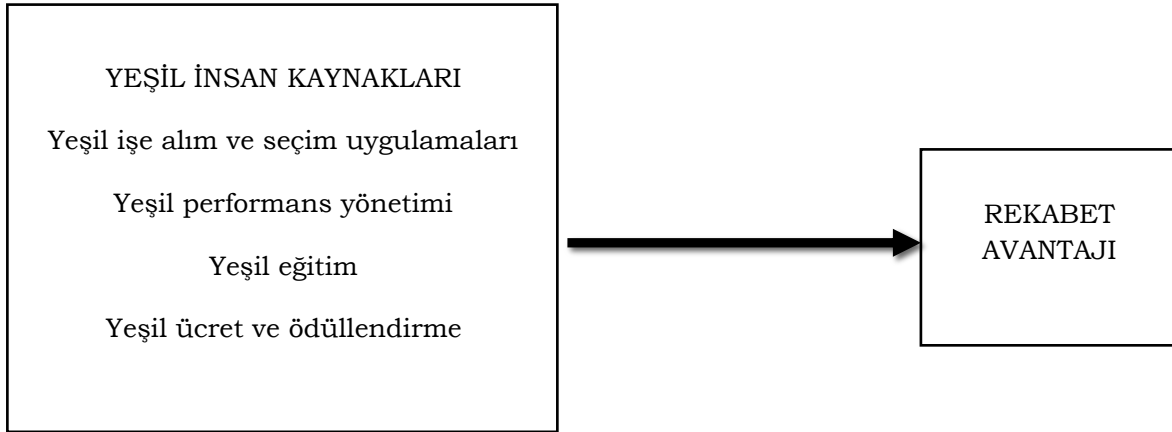 YEŞİL İNSAN KAYNAKLARI
Yeşil işe alım ve seçim uygulamaları
Yeşil performans yönetimi
Yeşil eğitim
Yeşil ücret ve ödüllendirme
REKABET
AVANTAJI